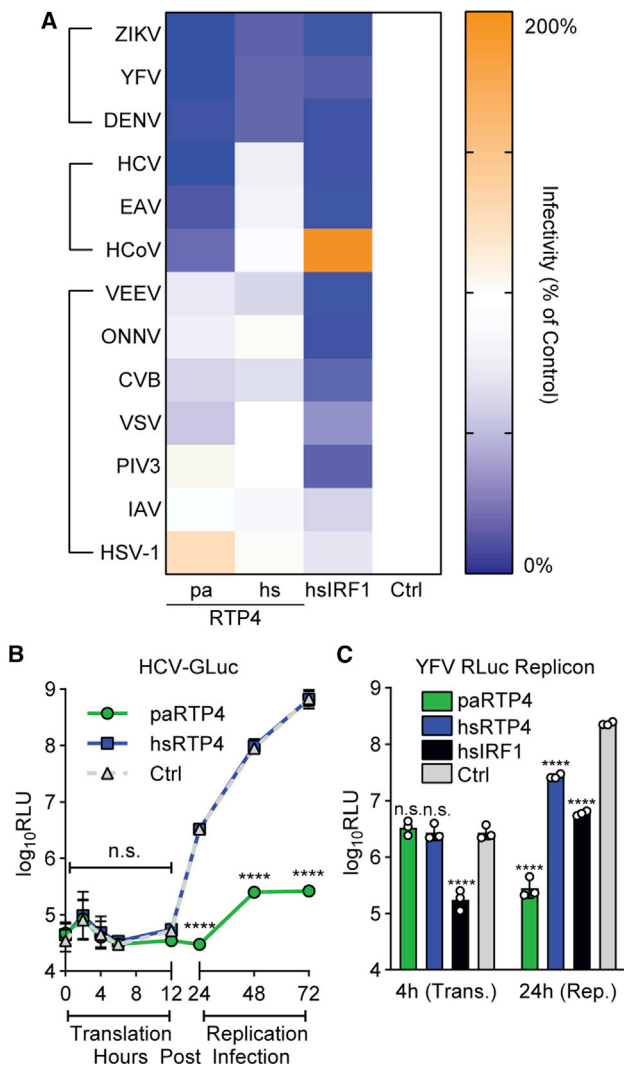 A
ZIKV
YFV
DENV
HCV
EAV
HCoV
VEEV
ONNV
CVB
VSV
PIV3
IAV
HSV-1
pa hs hsIRF1 Ctrl
RTP4
200%
Infectivity (% of Control)
0%
B
HCV-GLuc
paRTP4
hsRTP4
Ctrl
log10RLU
9
8
7
6
5
4
n.s.
**** **** ****
0 4 8 12 24 48 72
Translation Replication
Hours Post Infection
C
YFV RLuc Replicon
paRTP4
hsRTP4
hsIRF1
Ctrl
log10RLU
9
8
7
6
5
4
n.s. n.s. **** **** **** ****
4h (Trans.) 24h (Rep.)